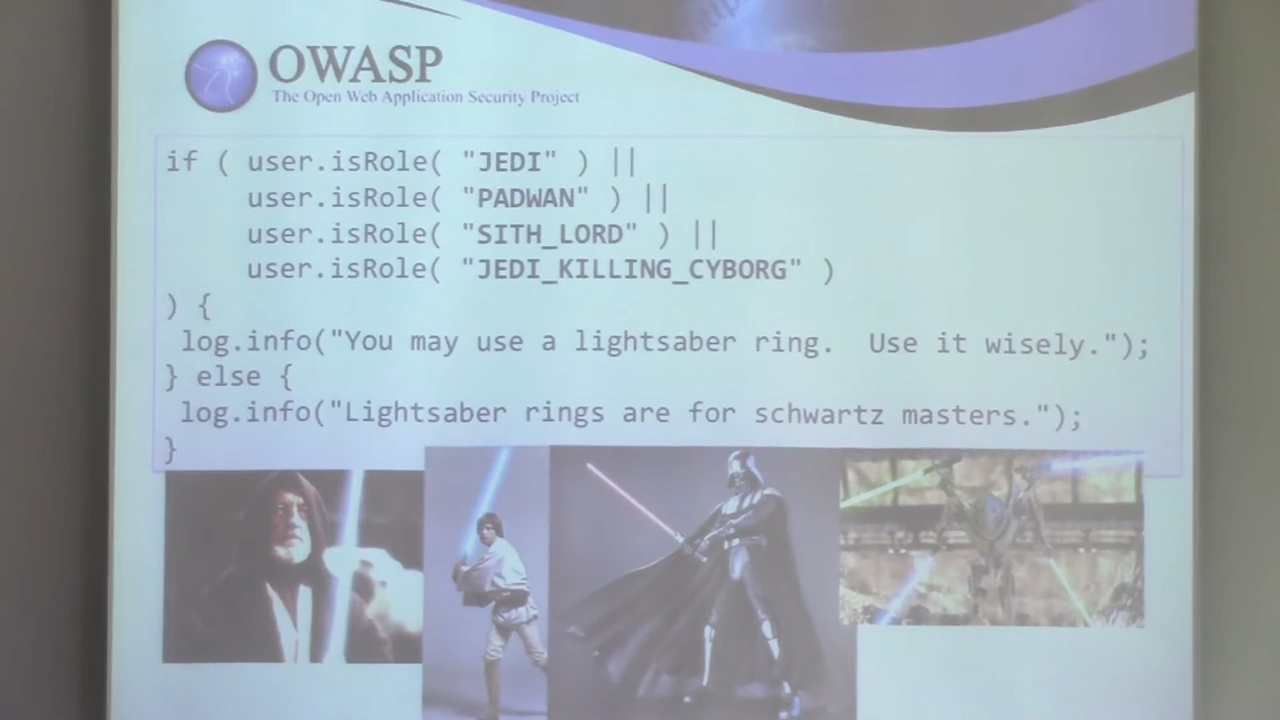 OWASP
The Open Web Application Security Project
if ( user.isRole( "JEDI" ) ||
user.isRole( "PADWAN" ) ||
user.isRole( "SITH_LORD" ) ||
user.isRole( "JEDI_KILLING_CYBORG" )
) {
log.info("You may use a lightsaber ring.  Use it wisely.");
} else {
log.info("Lightsaber rings are for schwartz masters.");
}